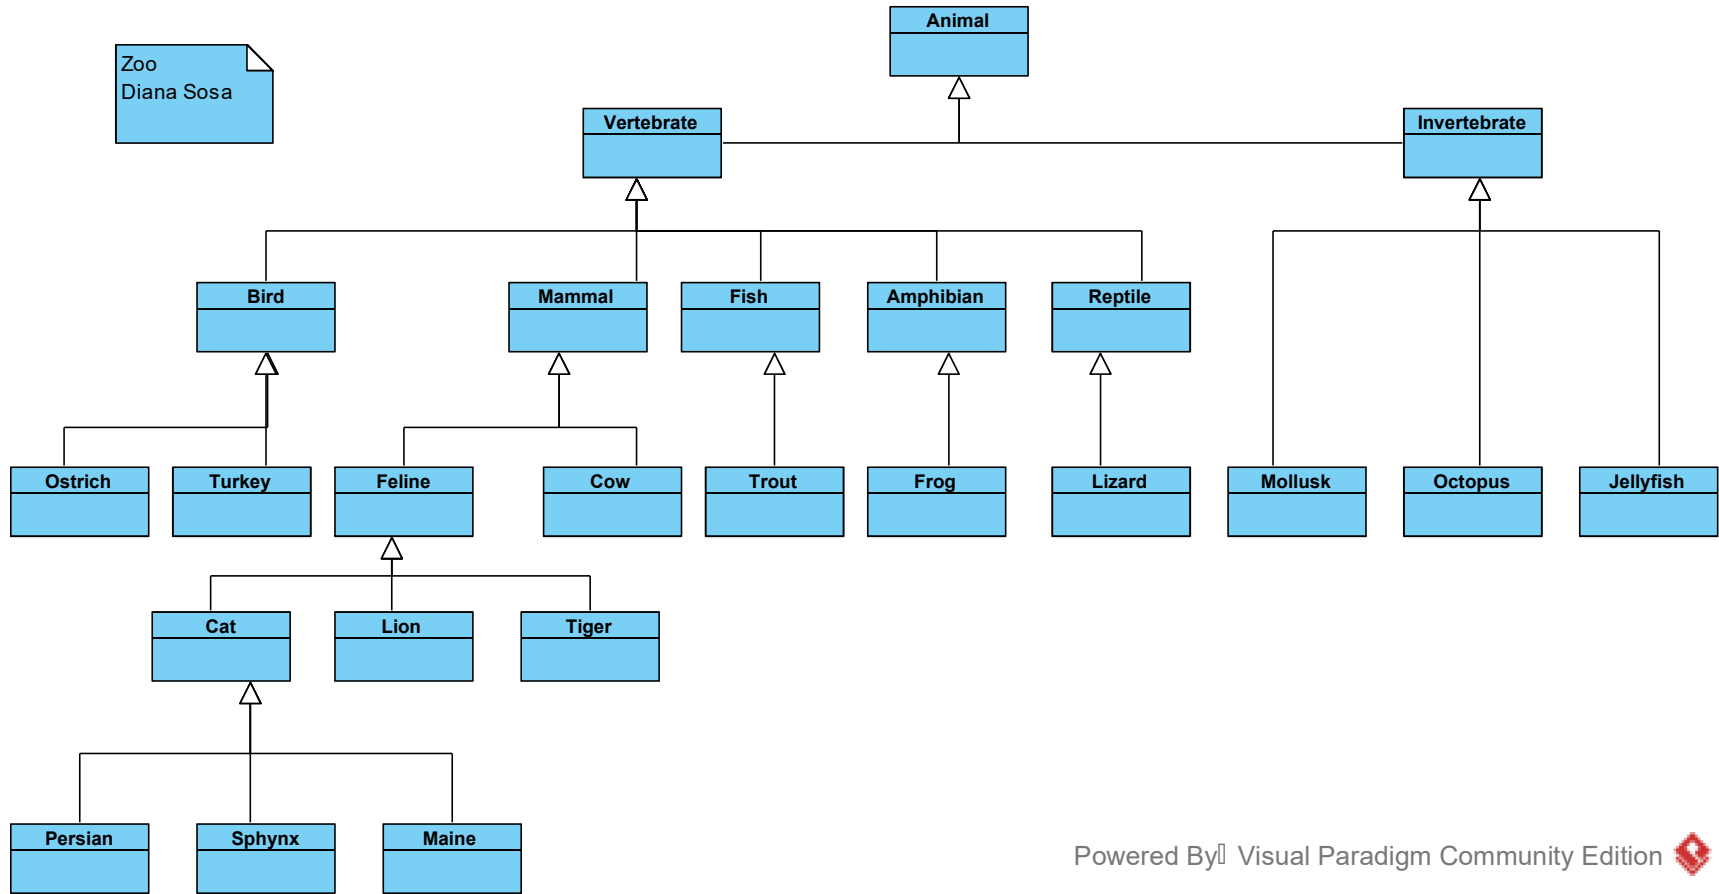 Animal
Zoo
Diana Sosa
Vertebrate
Invertebrate
Bird
Mammal
Fish
Amphibian
Reptile
Ostrich
Turkey
Feline
Cow
Trout
Frog
Lizard
Mollusk
Octopus
Jellyfish
Cat
Lion
Tiger
Persian
Sphynx
Maine
Powered By Visual Paradigm Community Edition